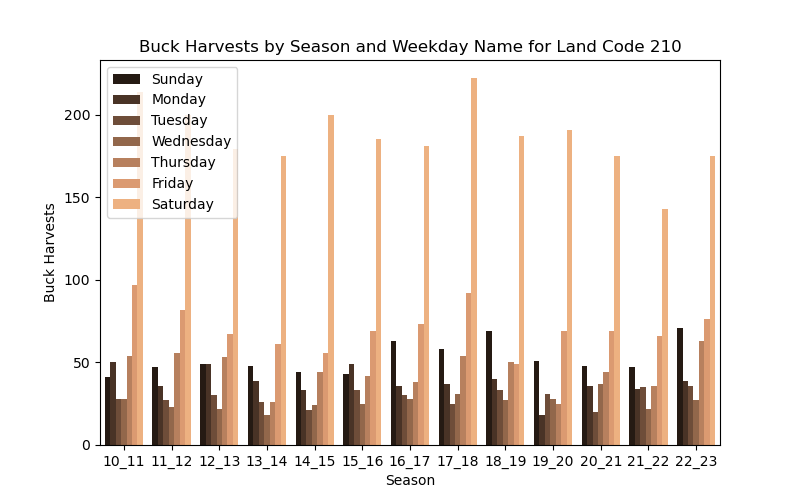 Buck Harvests by Season and Weekday Name for Land Code 210
Sunday
Monday
Tuesday
Wednesday
Thursday
Friday
Saturday
200
150
100
50
0
Buck Harvests
10_11 11_12 12_13 13_14 14_15 15_16 16_17 17_18 18_19 19_20 20_21 21_22 22_23
Season